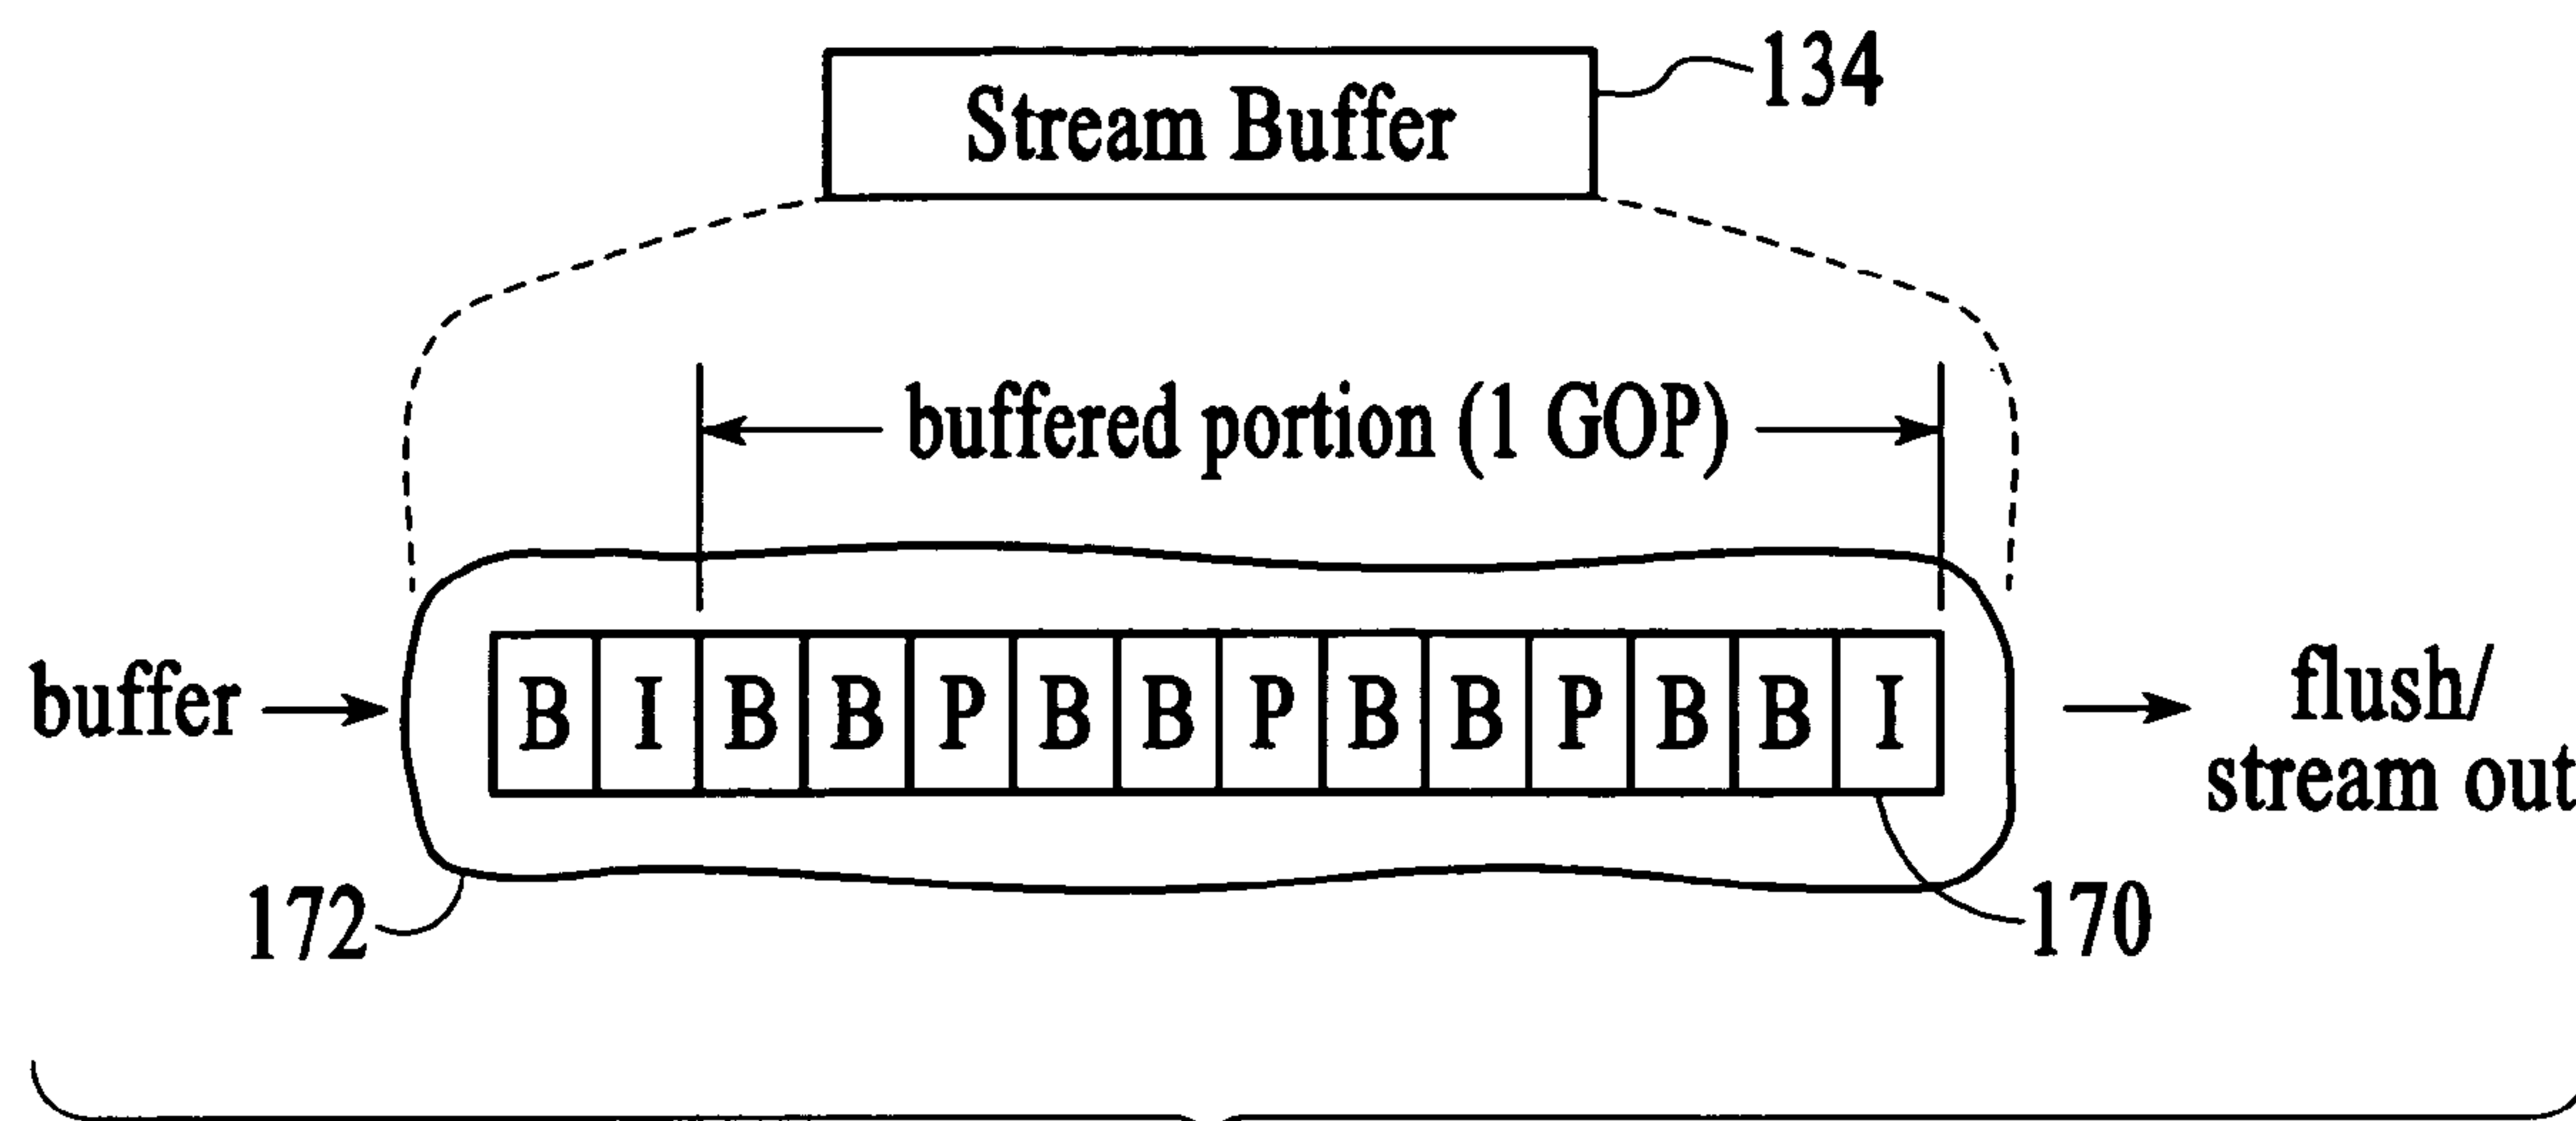 Stream Buffer
134
buffered portion (1 GOP)
buffer
B I B B P B B P B B P B B I
flush/
stream out
172
170